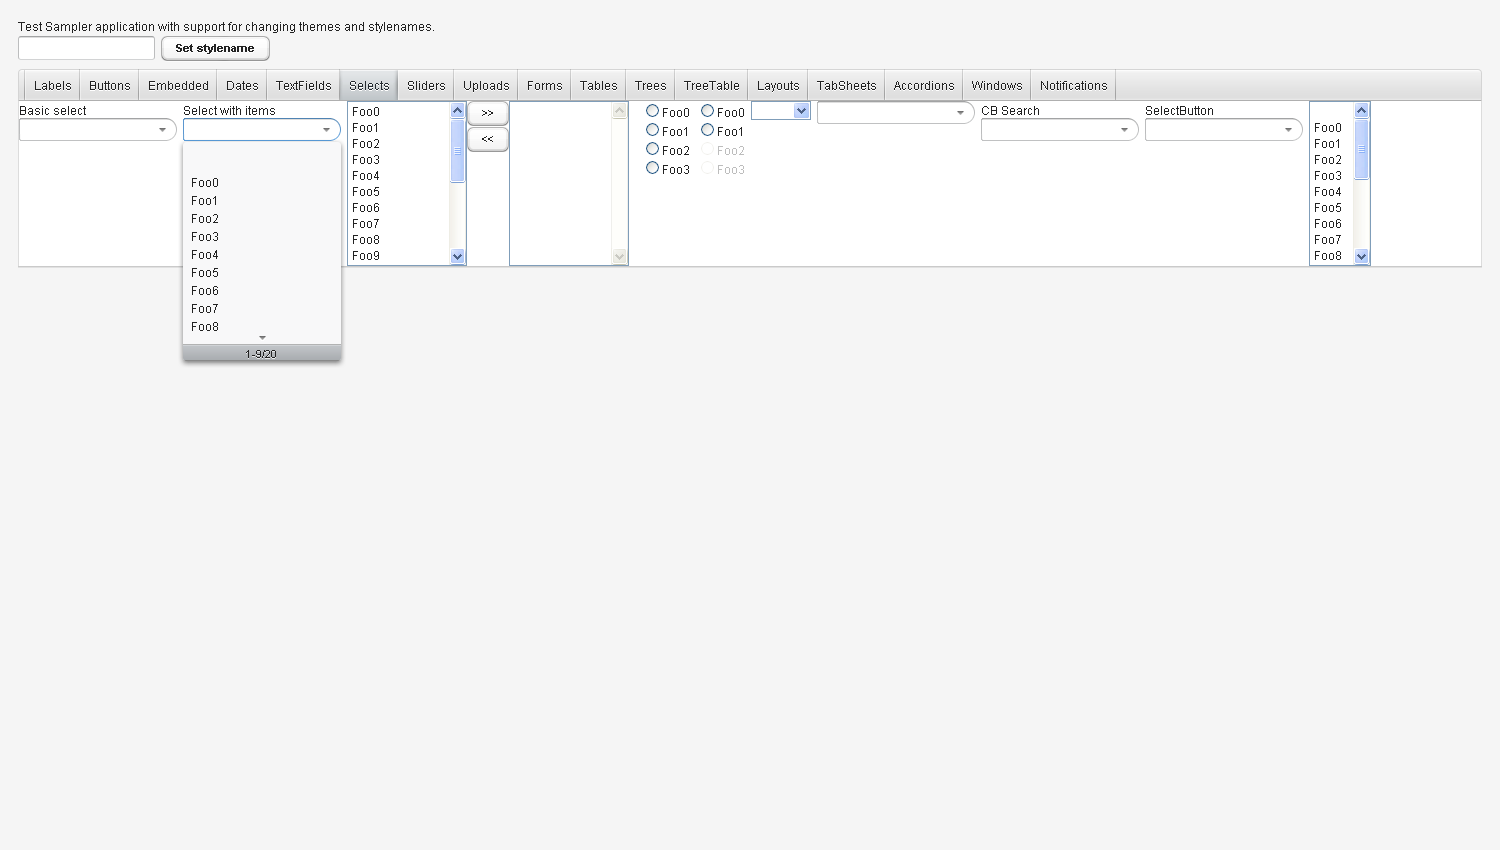 Test Sampler application with support for changing themes and stylenames.
Set stylename
Labels Buttons Embedded Dates TextFields Selects Sliders Uploads Forms Tables Trees TreeTable Layouts TabSheets Accordions Windows Notifications
Basic select
Select with items
Foo0
Foo1
Foo2
Foo3
Foo4
Foo5
Foo6
Foo7
Foo8
1-9/20
Foo0
Foo1
Foo2
Foo3
Foo4
Foo5
Foo6
Foo7
Foo8
Foo9
>>
<<
Foo0
Foo1
Foo2
Foo3
Foo0
Foo1
Foo2
Foo3
CB Search
SelectButton
Foo0
Foo1
Foo2
Foo3
Foo4
Foo5
Foo6
Foo7
Foo8